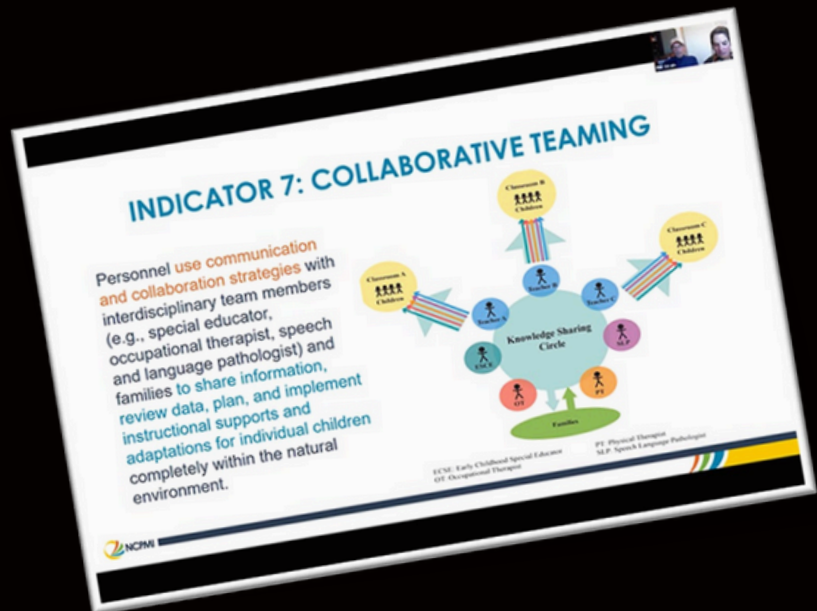 INDICATOR 7: COLLABORATIVE TEAMING
Personnel use communication
and collaboration strategies with
interdisciplinary team members
(e.g., special educator,
occupational therapist, speech
and language pathologist) and
families to share information,
review data, plan, and implement
instructional supports and
adaptations for individual children
completely within the natural
environment.
Classroom A
Children
Classroom B
Children
Classroom C
Children
Teacher A
Teacher B
Teacher C
Knowledge Sharing
Circle
ECSE
SLP
OT
PT
Families
ECSE: Early Childhood Special Educator
OT: Occupational Therapist
PT: Physical Therapist
SLP: Speech Language Pathologist
NCPMI